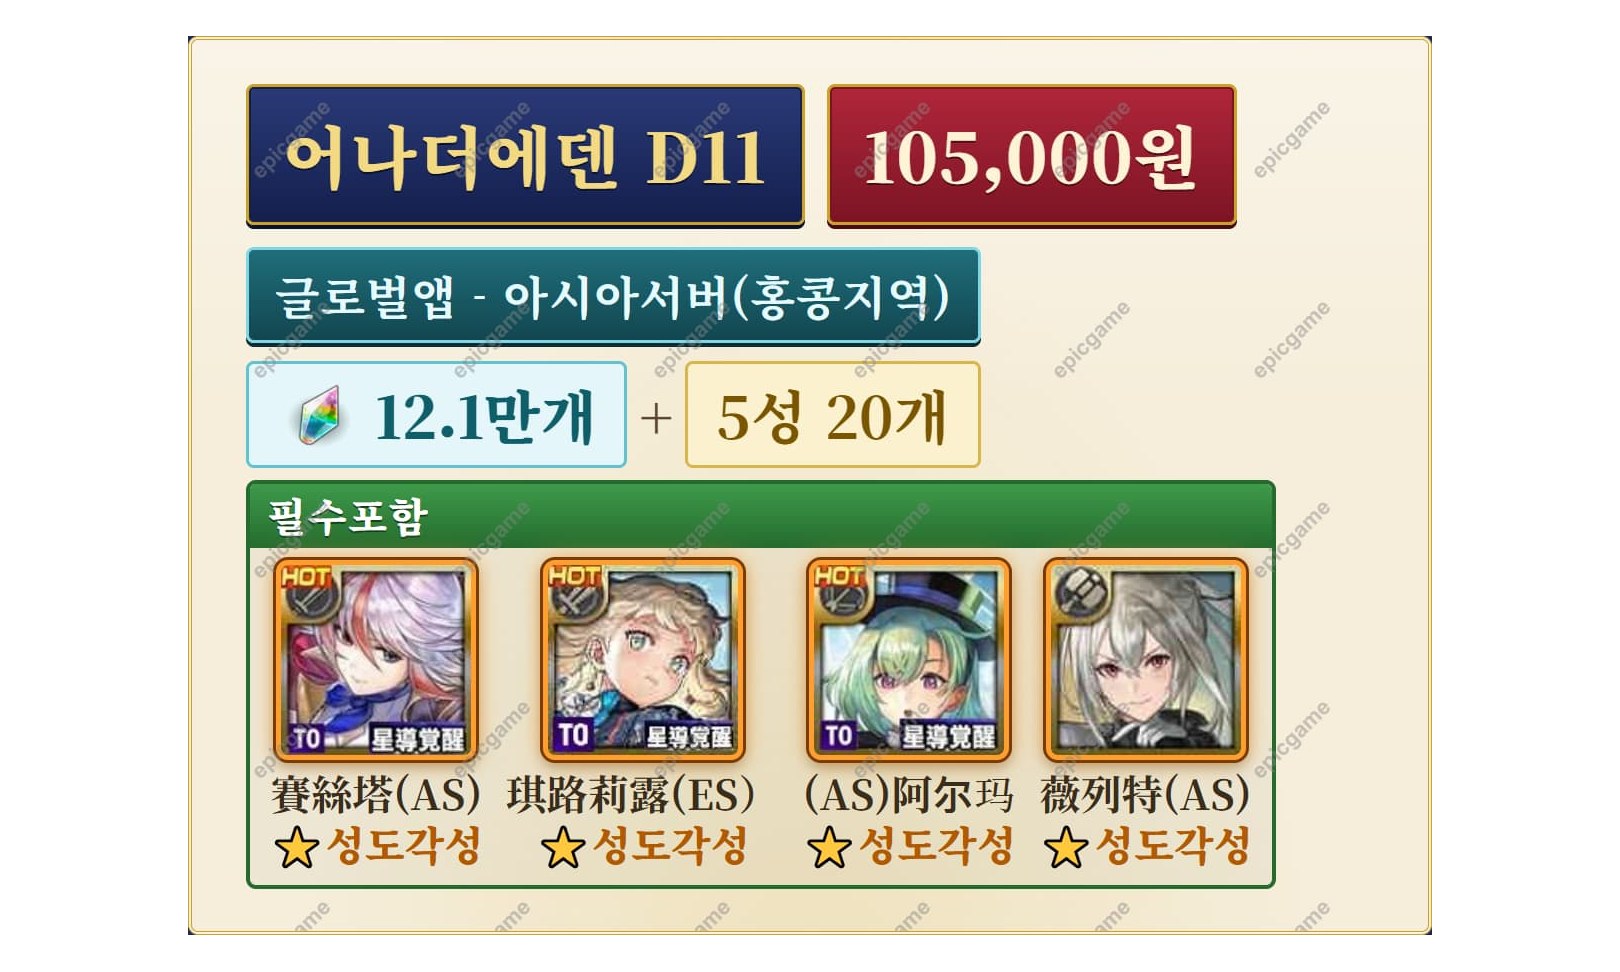 어나더에덴 D11 105,000원
글로벌앱 - 아시아서버(홍콩지역)
12.1만개 + 5성 20개
필수포함
HOT HOT HOT
TO 星導覚醒 TO 星導覚醒 TO 星導覚醒
賽絲塔(AS) 琪路莉露(ES) (AS)阿尔玛 薇列特(AS)
성도각성 성도각성 성도각성 성도각성
epicgame